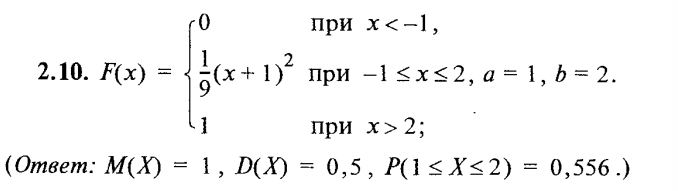 0 при x < −1,
2.10. F(x) = { 1/9 (x + 1)² при −1 ≤ x ≤ 2, a = 1, b = 2.
1 при x > 2;
(Ответ: M(X) = 1, D(X) = 0,5, P(1 ≤ X ≤ 2) = 0,556.)